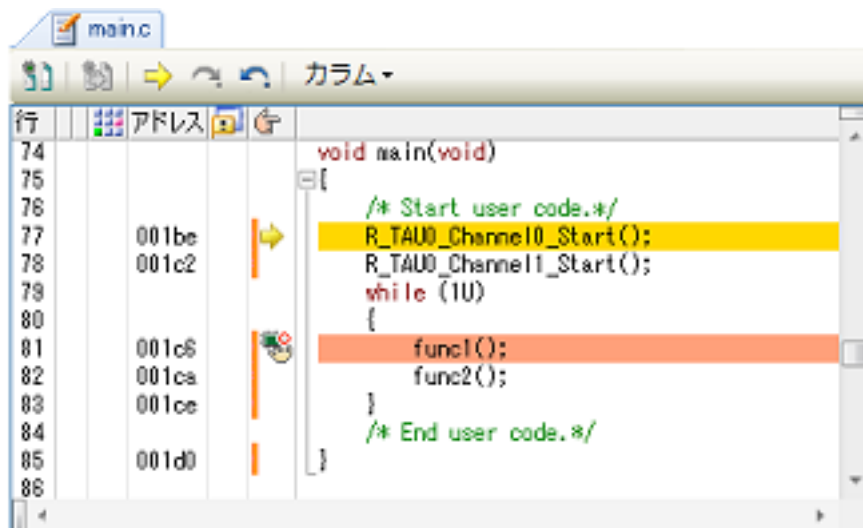 main.c
カラム
行 アドレス
74 void main(void)
75 {
76 /* Start user code.*/
77 001be R_TAU0_Channel0_Start();
78 001c2 R_TAU0_Channel1_Start();
79 while (1U)
80 {
81 001c6 func1();
82 001ca func2();
83 001ce }
84 /* End user code.*/
85 001d0 }
86